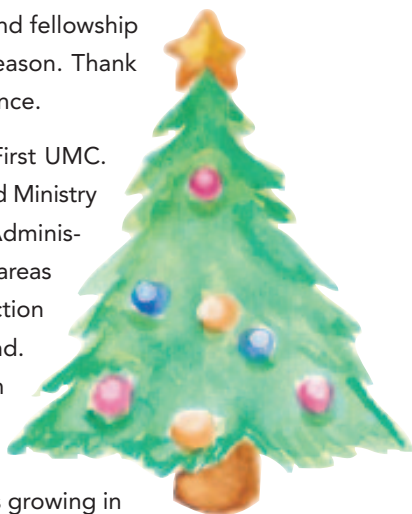 nd fellowship
eason. Thank
nce.
First UMC.
d Ministry
Adminis-
areas
ction
nd.
n
s growing in